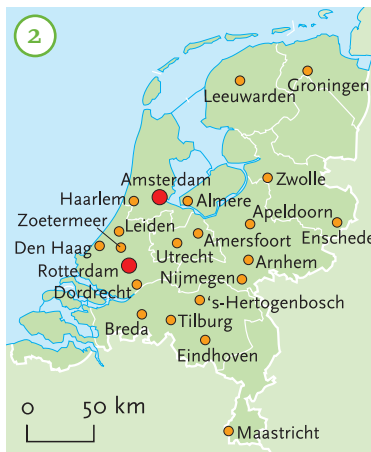 2
Groningen
Leeuwarden
Amsterdam
Zwolle
Haarlem
Almere
Zoetermeer
Apeldoorn
Leiden
Enschede
Den Haag
Amersfoort
Utrecht
Arnhem
Rotterdam
Nijmegen
Dordrecht
's-Hertogenbosch
Breda
Tilburg
Eindhoven
0 50 km
Maastricht